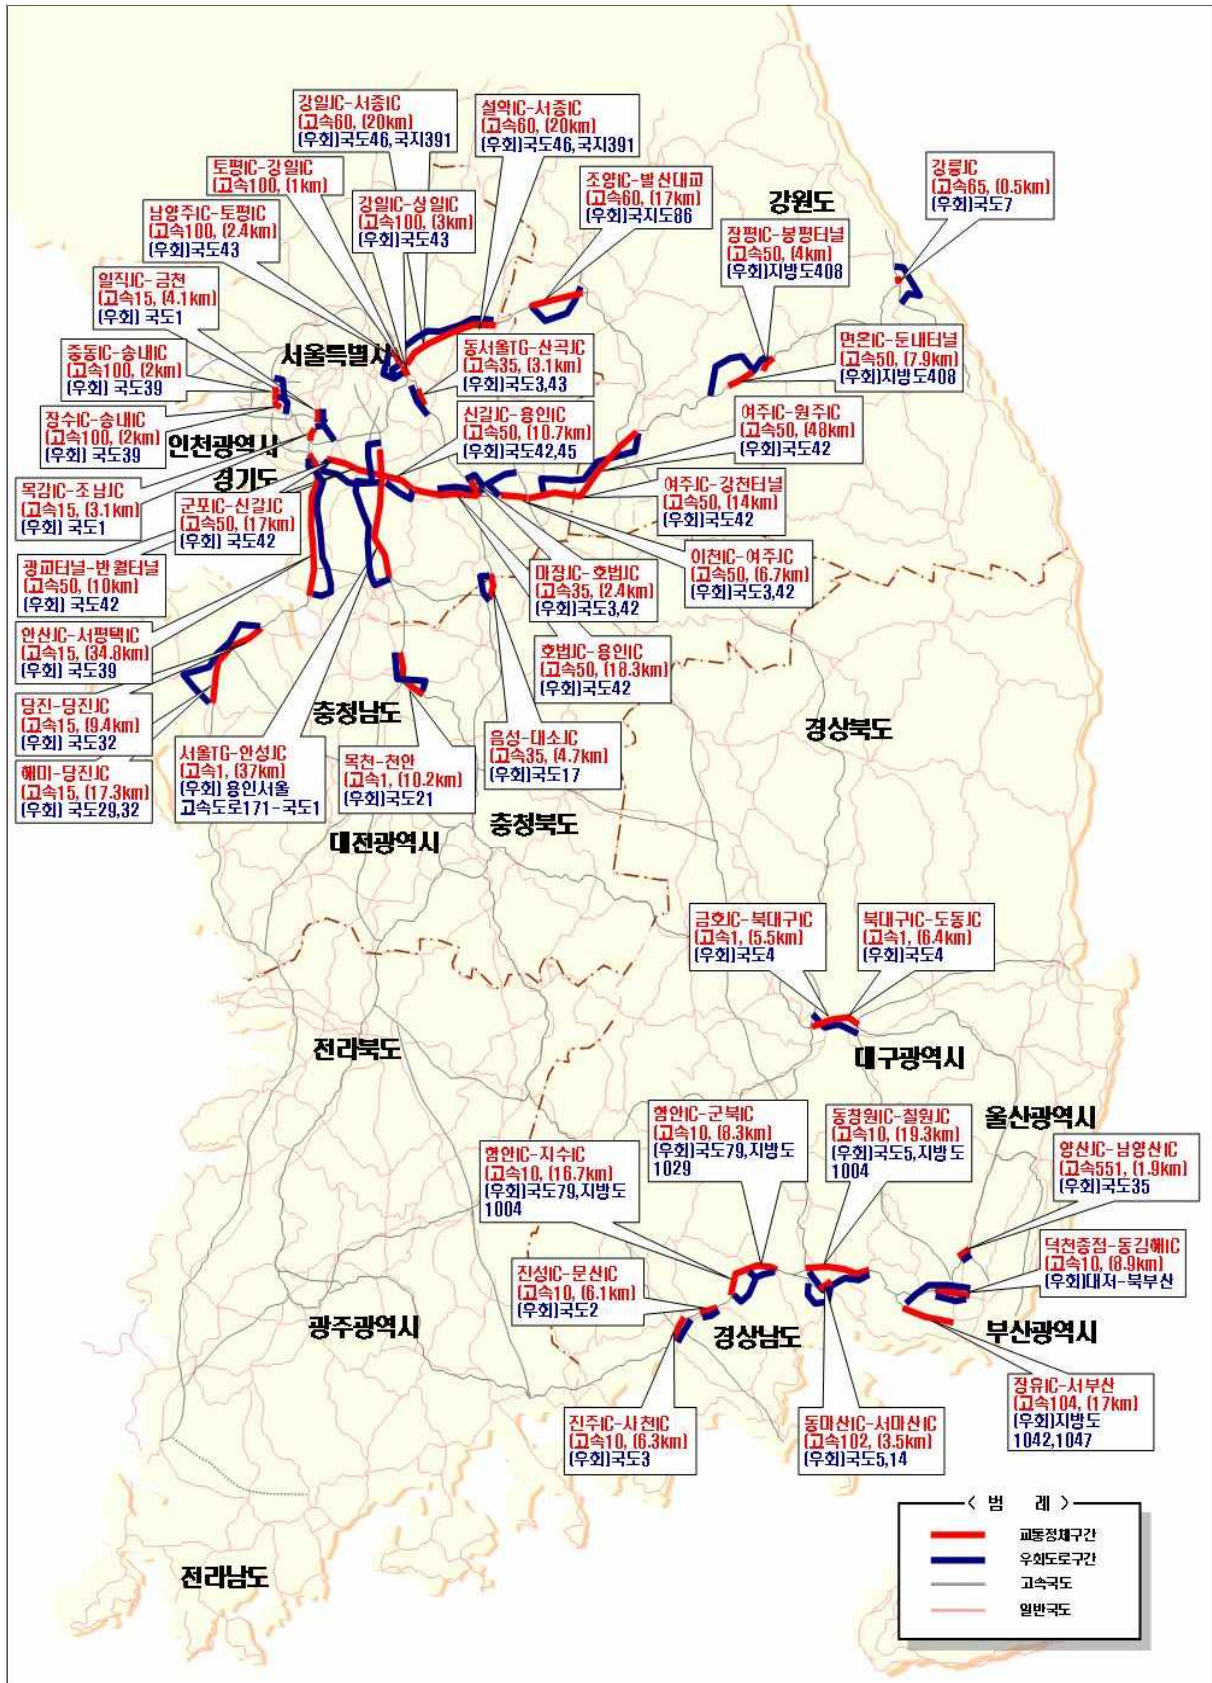 강일IC-서종IC
(고속60, (20km)
(우회)국도46,국지391
설악IC-서종IC
(고속60, (20km)
(우회)국도46,국지391
토평IC-강일IC
(고속100, (1km)
조양IC-발산대교
(고속60, (17km)
(우회)국지도86
강원도
강릉JC
(고속65, (0.5km)
(우회)국도7
남양주IC-토평IC
(고속100, (2.4km)
(우회)국도43
강일IC-상일IC
(고속100, (3km)
(우회)국도43
장평IC-봉평터널
(고속50, (4km)
(우회)지방도408
일직JC-금천
(고속15, (4.1km)
(우회) 국도1
서울특별시
동서울TG-산곡JC
(고속35, (3.1km)
(우회)국도3,43
면온IC-둔내터널
(고속50, (7.9km)
(우회)지방도408
중동IC-송내IC
(고속100, (2km)
(우회) 국도39
장수IC-송내IC
(고속100, (2km)
(우회) 국도39
인천광역시
경기도
신갈JC-용인IC
(고속50, (10.7km)
(우회)국도42,45
여주IC-원주IC
(고속50, (48km)
(우회)국도42
목감IC-조남JC
(고속15, (3.1km)
(우회) 국도1
군포IC-신갈JC
(고속50, (17km)
(우회) 국도42
여주JC-강천터널
(고속50, (14km)
(우회)국도42
광교터널-반월터널
(고속50, (10km)
(우회) 국도42
마장JC-호법JC
(고속35, (2.4km)
(우회)국도3,42
이천IC-여주JC
(고속50, (6.7km)
(우회)국도3,42
안산JC-서평택IC
(고속15, (34.8km)
(우회) 국도39
호법JC-용인IC
(고속50, (18.3km)
(우회)국도42
당진-당진JC
(고속15, (9.4km)
(우회) 국도32
충청남도
경상북도
해미-당진JC
(고속15, (17.3km)
(우회) 국도29,32
서울TG-안성JC
(고속1, (37km)
(우회) 용인서울
고속도로171-국도1
목천-천안
(고속1, (10.2km)
(우회)국도21
음성-대소JC
(고속35, (4.7km)
(우회)국도17
대전광역시
충청북도
금호JC-북대구IC
(고속1, (5.5km)
(우회)국도4
북대구IC-도동JC
(고속1, (6.4km)
(우회)국도4
전라북도
대구광역시
울산광역시
함안IC-군북IC
(고속10, (8.3km)
(우회)국도79,지방도
1029
동창원IC-칠원JC
(고속10, (19.3km)
(우회)국도5,지방도
1004
함안IC-지수IC
(고속10, (16.7km)
(우회)국도79,지방도
1004
양산JC-남양산IC
(고속551, (1.9km)
(우회)국도35
덕천종점-동김해IC
(고속10, (8.9km)
(우회)대저-북부산
진성IC-문산IC
(고속10, (6.1km)
(우회)국도2
광주광역시
경상남도
부산광역시
진주IC-사천IC
(고속10, (6.3km)
(우회)국도3
동마산IC-서마산IC
(고속102, (3.5km)
(우회)국도5,14
장유IC-서부산
(고속104, (17km)
(우회)지방도
1042,1047
전라남도
< 범 례 >
교통정체구간
우회도로구간
고속국도
일반국도